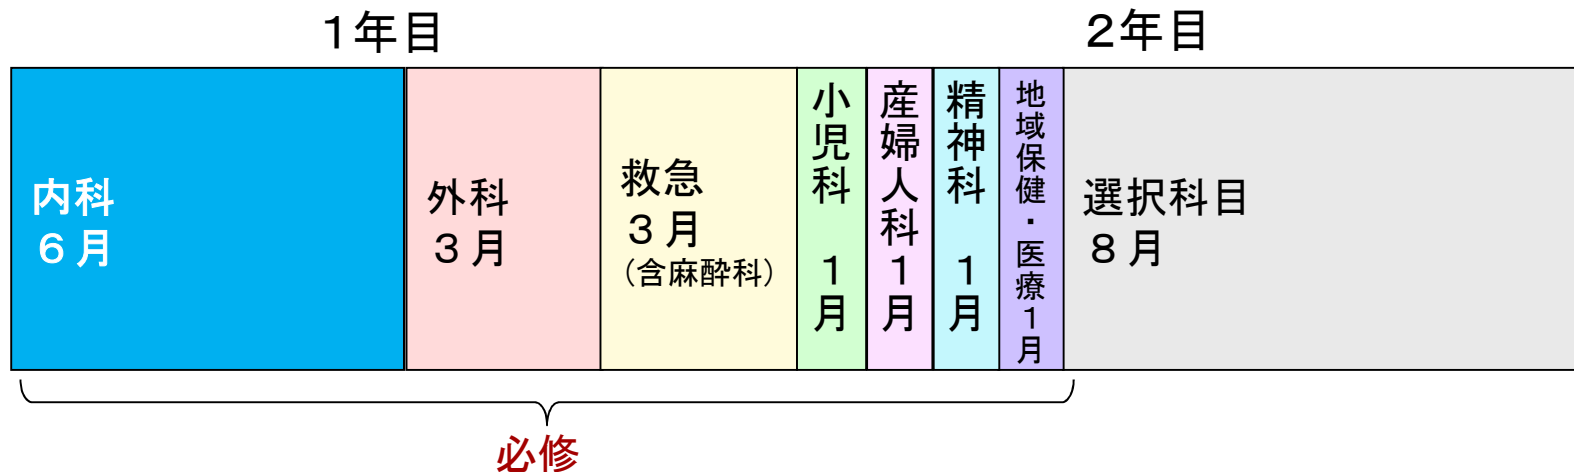 １年目
２年目
内科
６月
外科
３月
救急
３月
（含麻酔科）
小児科　１月
産婦人科１月
精神科　１月
地域保健・医療１月
選択科目
８月
必修